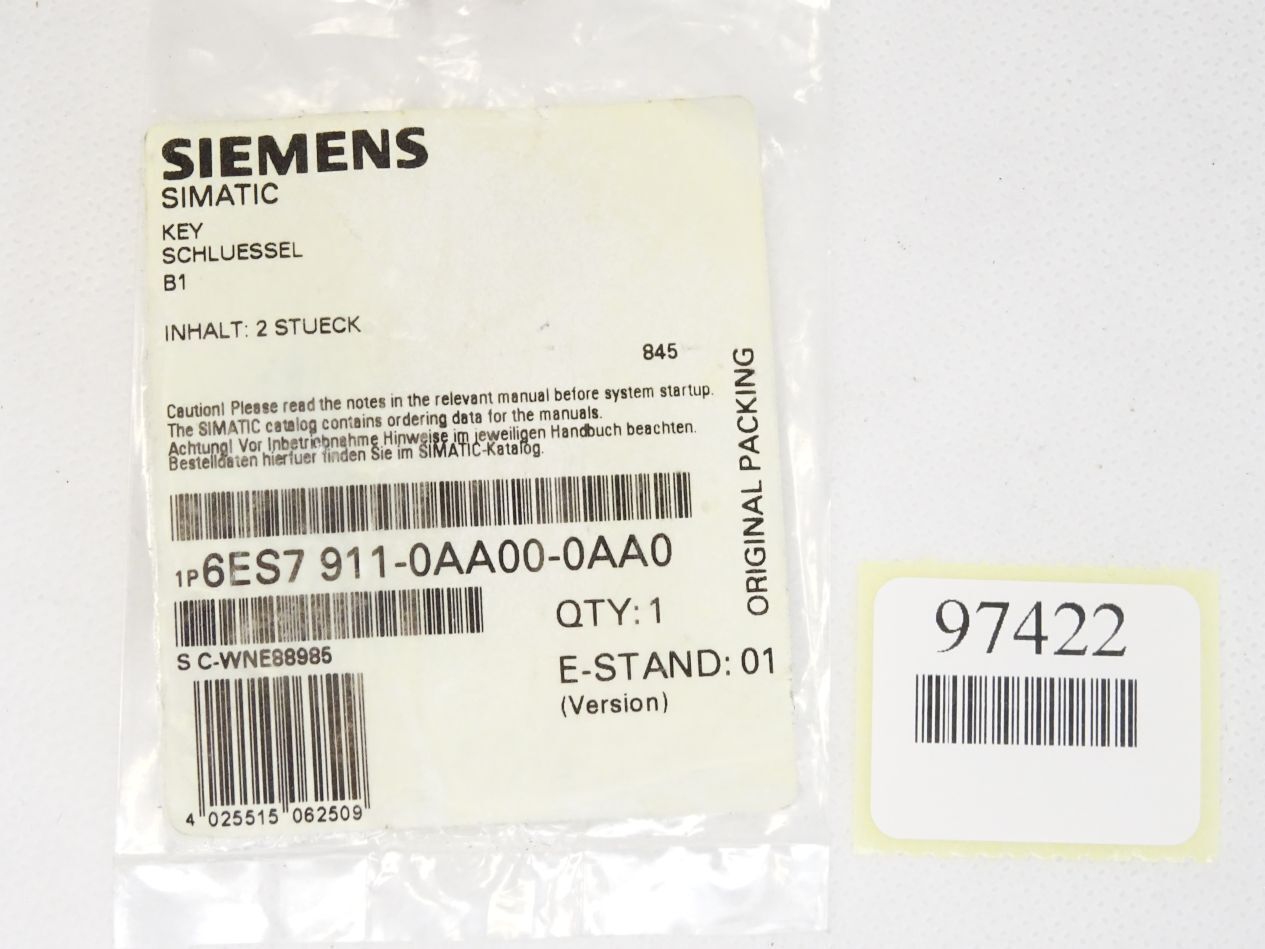 SIEMENS
SIMATIC
KEY
SCHLUESSEL
B1
INHALT: 2 STUECK
845
Caution! Please read the notes in the relevant manual before system startup.
The SIMATIC catalog contains ordering data for the manuals.
Achtung! Vor Inbetriebnahme Hinweise im jeweiligen Handbuch beachten.
Bestelldaten hierfuer finden Sie im SIMATIC-Katalog.
ORIGINAL PACKING
1P6ES7 911-0AA00-0AA0
QTY: 1
S C-WNE88985
E-STAND: 01
(Version)
4 025515 062509
97422